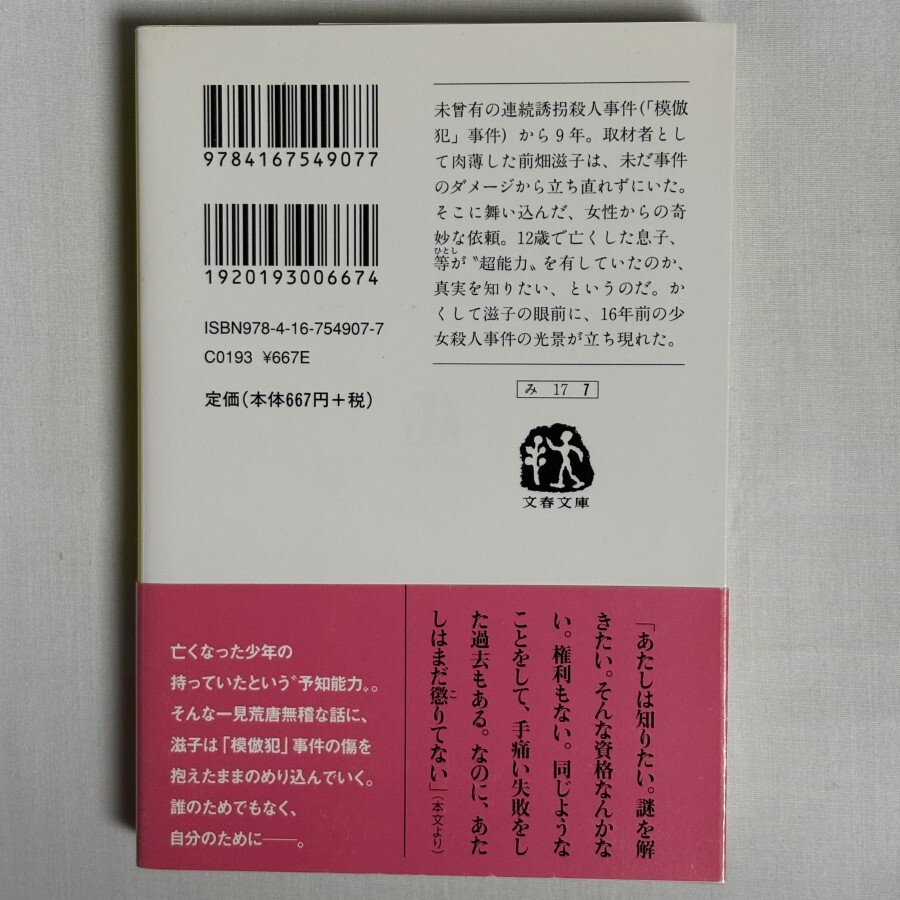 9784167549077
1920193006674
ISBN978-4-16-754907-7
C0193 ¥667E
定価(本体667円+税)
未曾有の連続誘拐殺人事件(「模倣
犯」事件)から9年。取材者とし
て肉薄した前畑滋子は、未だ事件
のダメージから立ち直れずにいた。
そこに舞い込んだ、女性からの奇
妙な依頼。12歳で亡くした息子、
ひとし
等が〝超能力〟を有していたのか、
真実を知りたい、というのだ。か
くして滋子の眼前に、16年前の少
女殺人事件の光景が立ち現れた。
み 17 7
文春文庫
「あたしは知りたい。謎を解
きたい。そんな資格なんかな
い。権利もない。同じような
ことをして、手痛い失敗をし
た過去もある。なのに、あた
しはまだ懲りてない」(本文より)
こ
亡くなった少年の
持っていたという〝予知能力〟。
そんな一見荒唐無稽な話に、
滋子は「模倣犯」事件の傷を
抱えたままのめり込んでいく。
誰のためでもなく、
自分のために──。